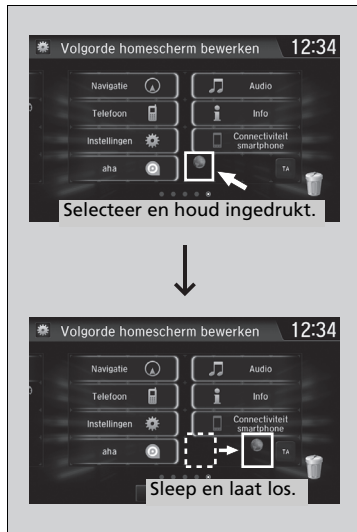 Volgorde homescherm bewerken 12:34
Navigatie Audio
Telefoon Info
Instellingen Connectiviteit
smartphone
aha TA
Selecteer en houd ingedrukt.
Volgorde homescherm bewerken 12:34
Navigatie Audio
Telefoon Info
Instellingen Connectiviteit
smartphone
aha TA
Sleep en laat los.